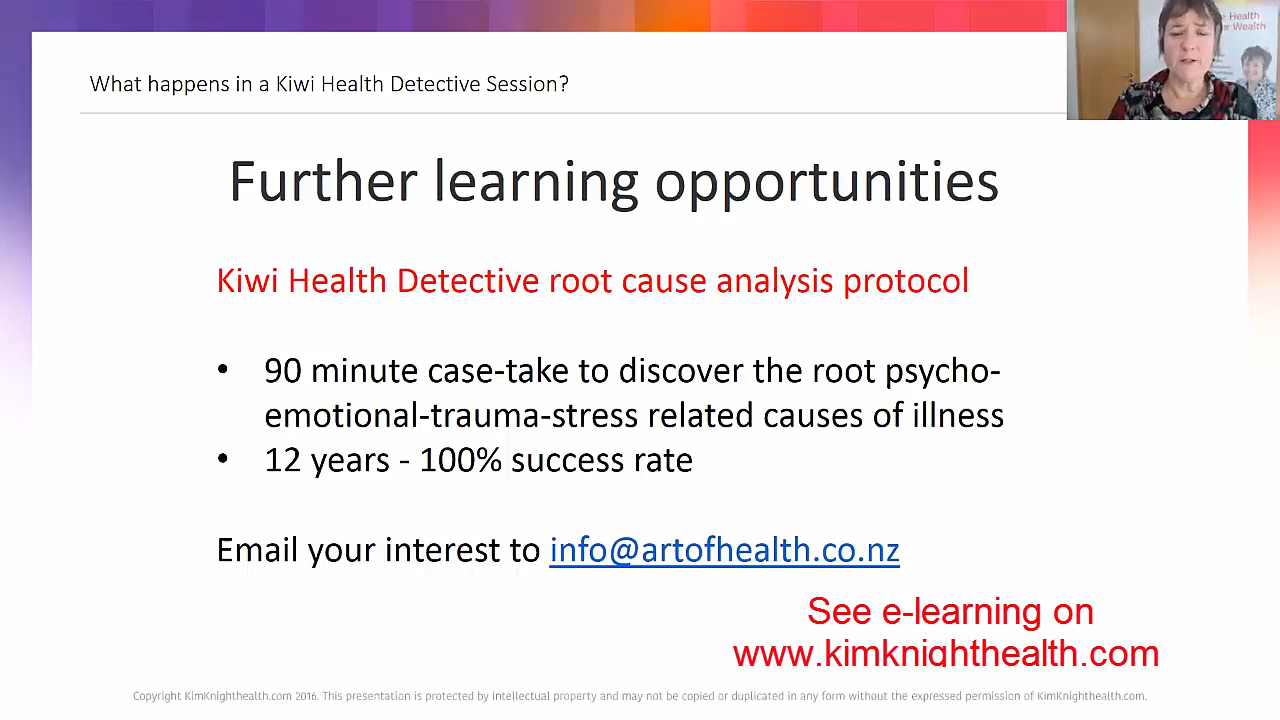 What happens in a Kiwi Health Detective Session?
Health
Wealth
Further learning opportunities
Kiwi Health Detective root cause analysis protocol
• 90 minute case-take to discover the root psycho-
emotional-trauma-stress related causes of illness
• 12 years - 100% success rate
Email your interest to info@artofhealth.co.nz
See e-learning on
www.kimknighthealth.com
Copyright KimKnighthealth.com 2016. This presentation is protected by intellectual property and may not be copied or duplicated in any form without the expressed permission of KimKnighthealth.com.